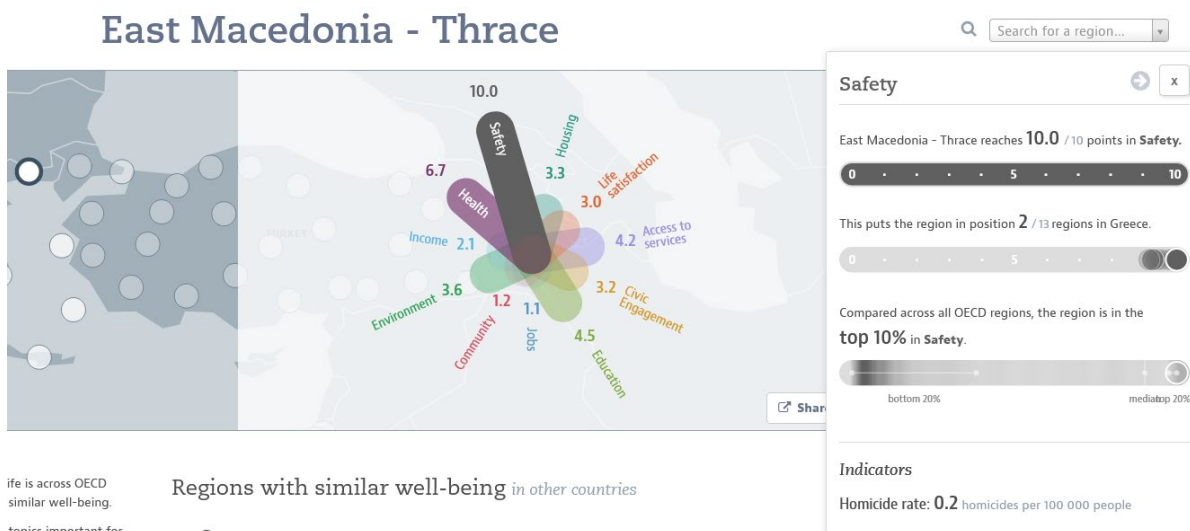 East Macedonia - Thrace
Search for a region...
10.0
Safety
Housing
3.3
6.7
Health
Life
satisfaction
3.0
Income 2.1
4.2 Access to
services
TURKEY
Environment 3.6
1.2
Community
1.1
Jobs
3.2 Civic
Engagement
4.5
Education
Share
Safety
x
East Macedonia - Thrace reaches 10.0 / 10 points in Safety.
0 5 10
This puts the region in position 2 / 13 regions in Greece.
0 5
Compared across all OECD regions, the region is in the
top 10% in Safety.
bottom 20% median top 20%
Indicators
Homicide rate: 0.2 homicides per 100 000 people
ife is across OECD
similar well-being.
topics important for
Regions with similar well-being in other countries